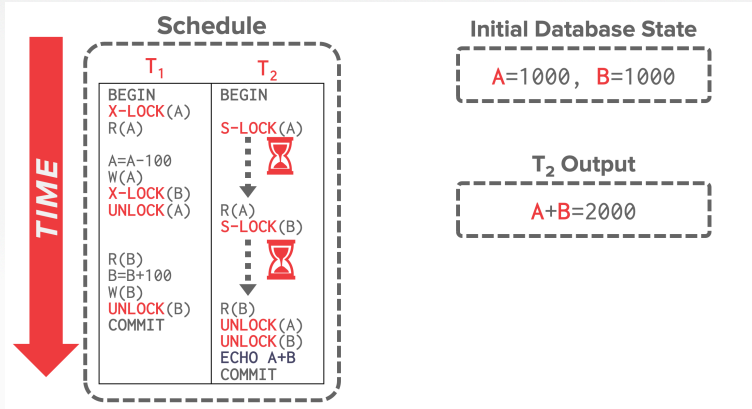 Schedule
Initial Database State
T₁ T₂
A=1000, B=1000
BEGIN BEGIN
X-LOCK(A)
R(A) S-LOCK(A)
A=A-100
W(A)
X-LOCK(B)
UNLOCK(A) R(A)
S-LOCK(B)
R(B)
B=B+100
W(B)
UNLOCK(B) R(B)
COMMIT UNLOCK(A)
UNLOCK(B)
ECHO A+B
COMMIT
TIME
T₂ Output
A+B=2000